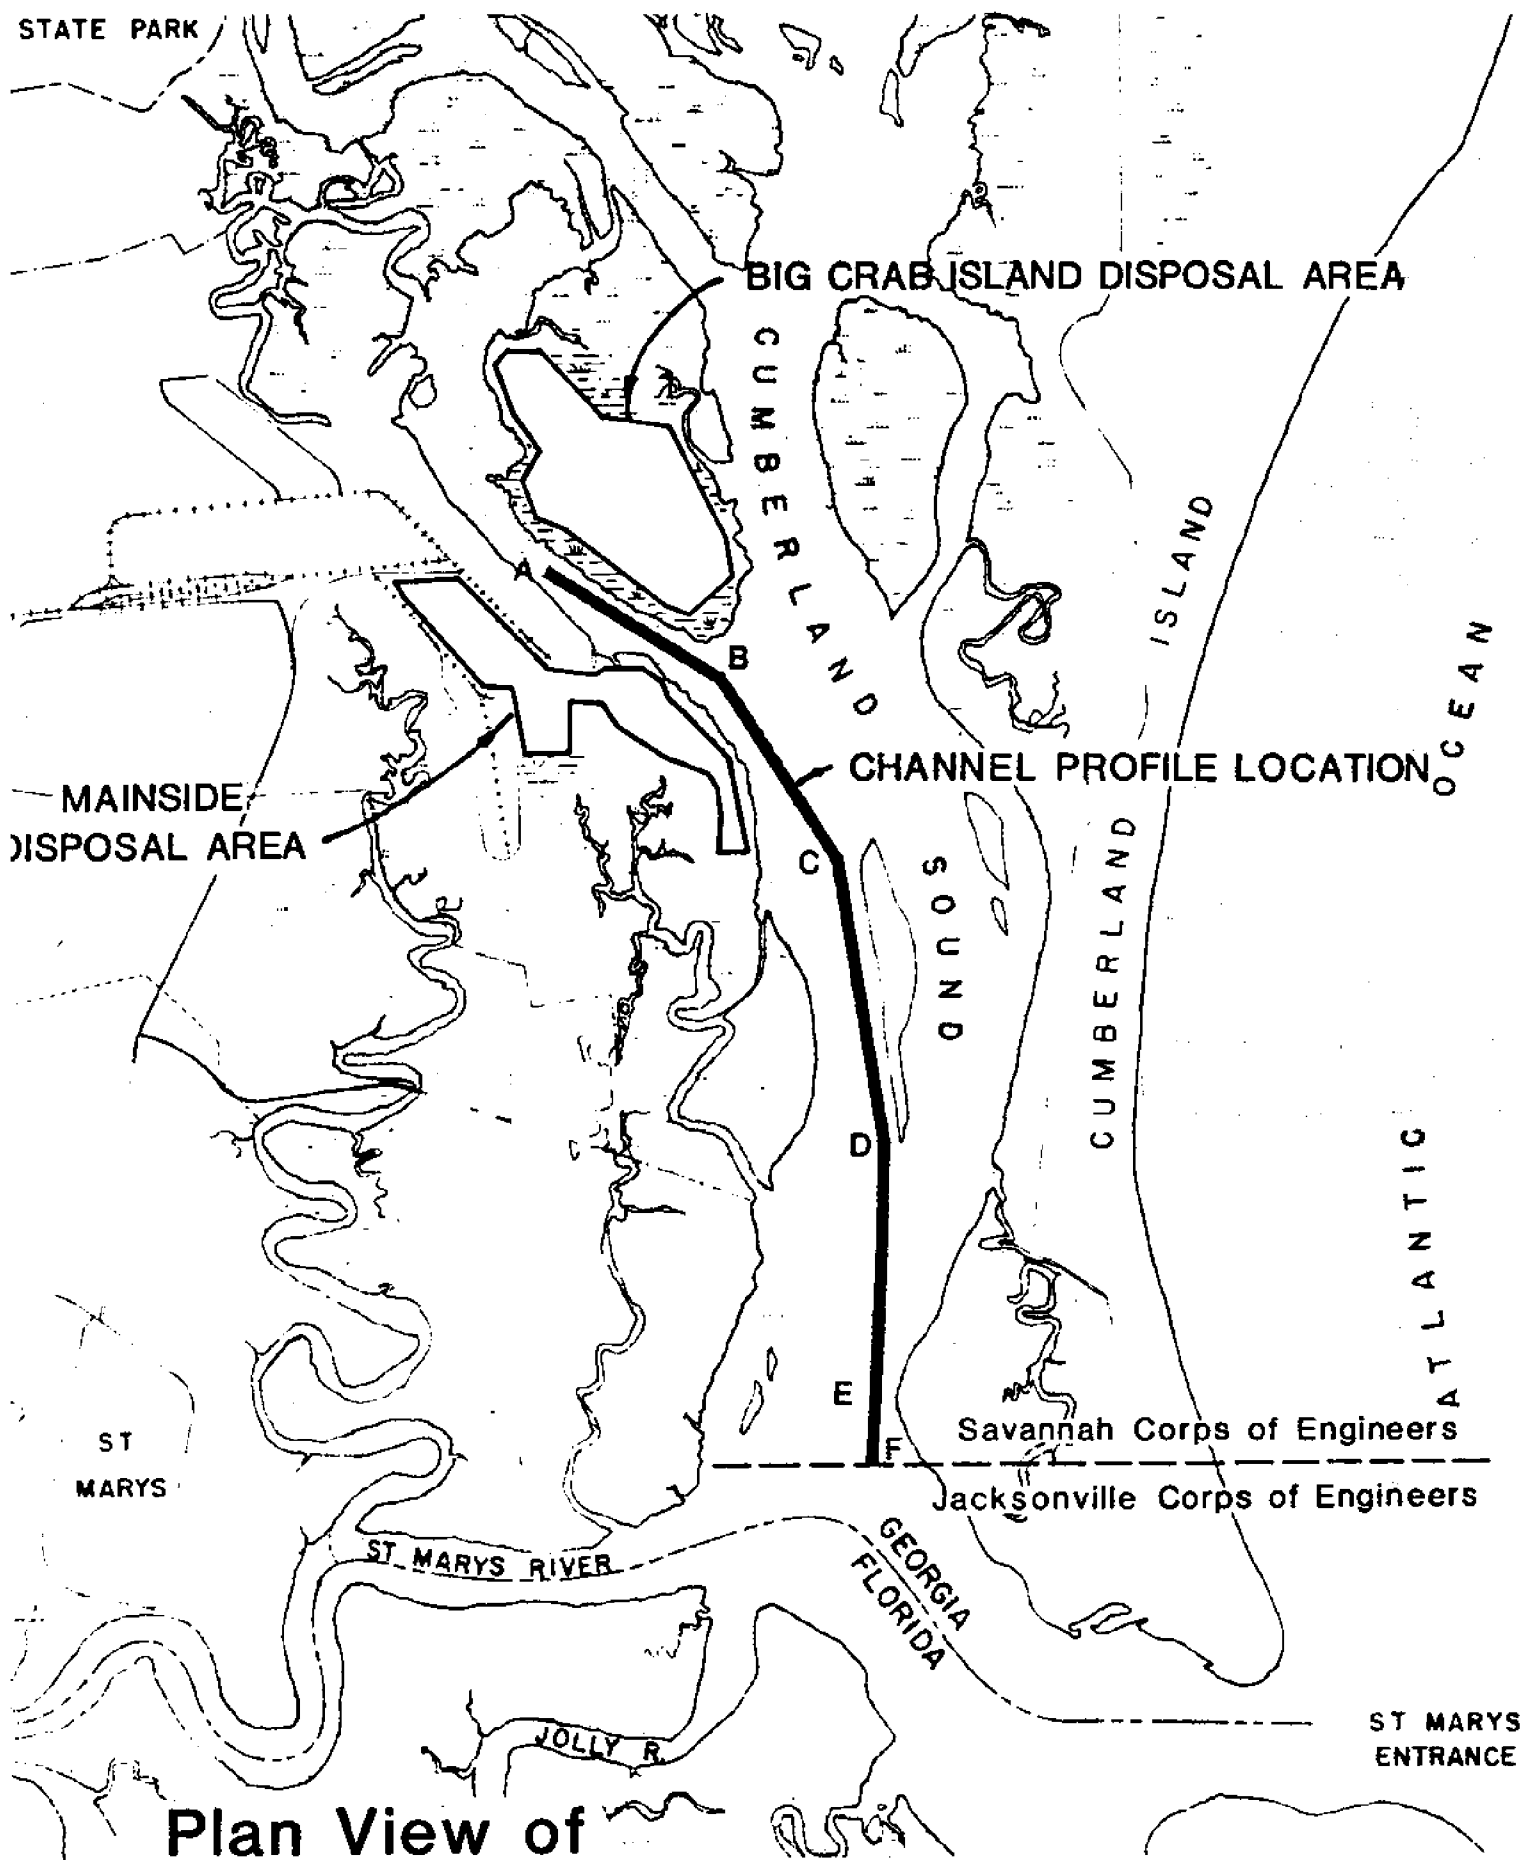 STATE PARK
BIG CRAB ISLAND DISPOSAL AREA
CUMBERLAND
ISLAND
OCEAN
A
B
CHANNEL PROFILE LOCATION
MAINSIDE
DISPOSAL AREA
C
SOUND
CUMBERLAND
D
ATLANTIC
E
Savannah Corps of Engineers
F
ST
MARYS
Jacksonville Corps of Engineers
ST MARYS RIVER
GEORGIA
FLORIDA
ST MARYS
ENTRANCE
JOLLY R.
Plan View of